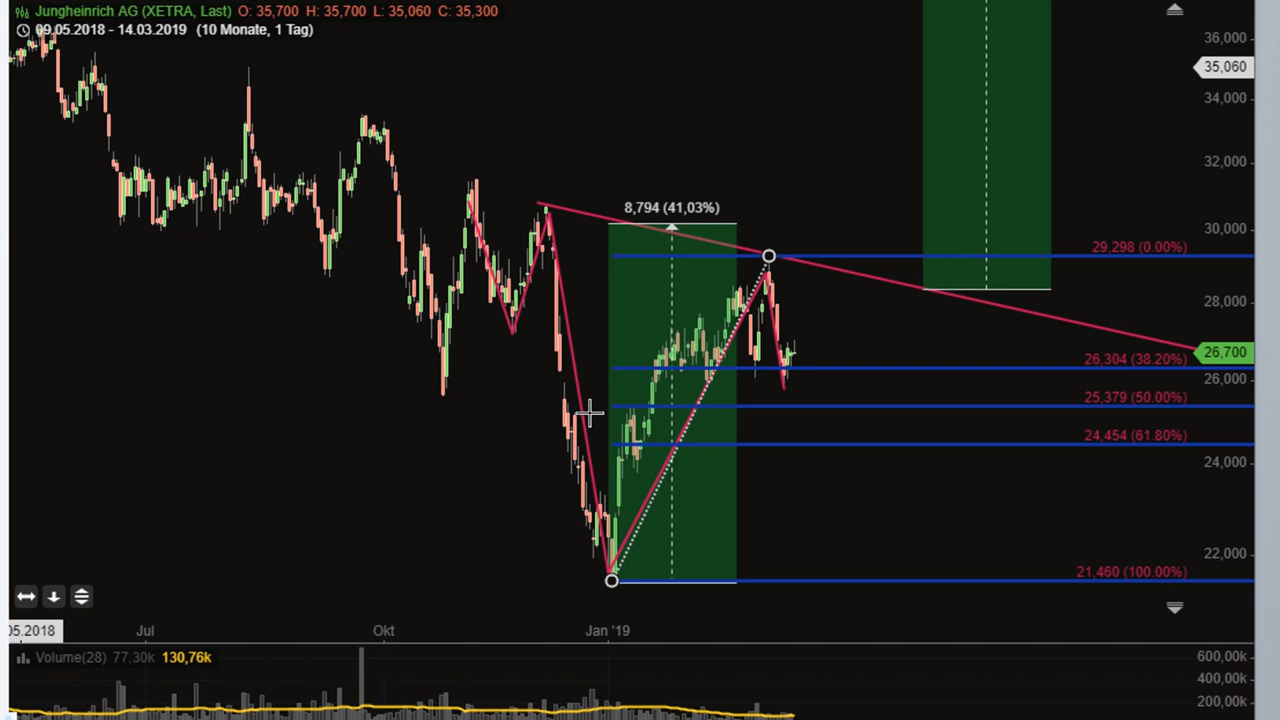 Jungheinrich AG (XETRA, Last) O: 35,700 H: 35,700 L: 35,060 C: 35,300
09.05.2018 - 14.03.2019 (10 Monate, 1 Tag)
36,000
35,060
34,000
32,000
8,794 (41,03%)
30,000
29,298 (0.00%)
28,000
26,700
26,304 (38.20%)
26,000
25,379 (50.00%)
24,454 (61.80%)
24,000
22,000
21,460 (100.00%)
05.2018 Jul Okt Jan '19
Volume(28) 77,30k 130,76k
600,00k
400,00k
200,00k